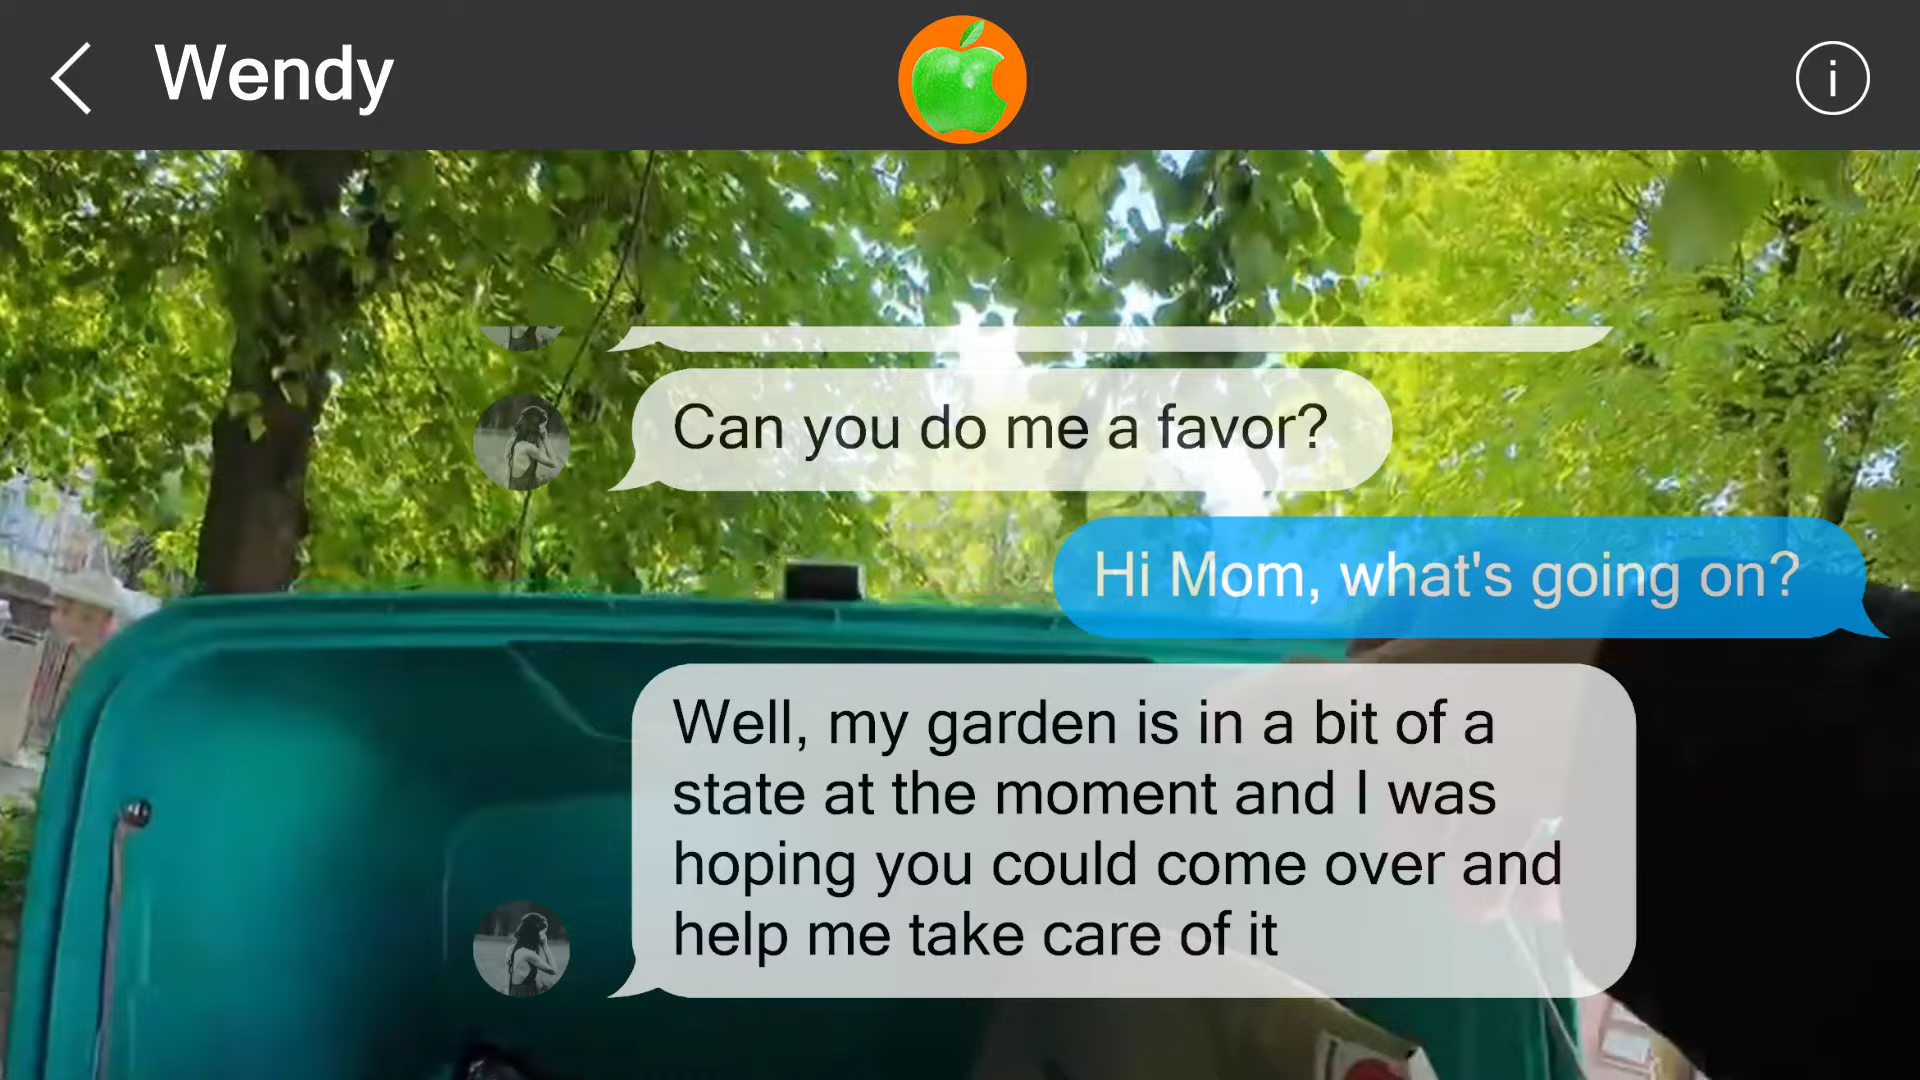 Wendy
i
Can you do me a favor?
Hi Mom, what's going on?
Well, my garden is in a bit of a
state at the moment and I was
hoping you could come over and
help me take care of it